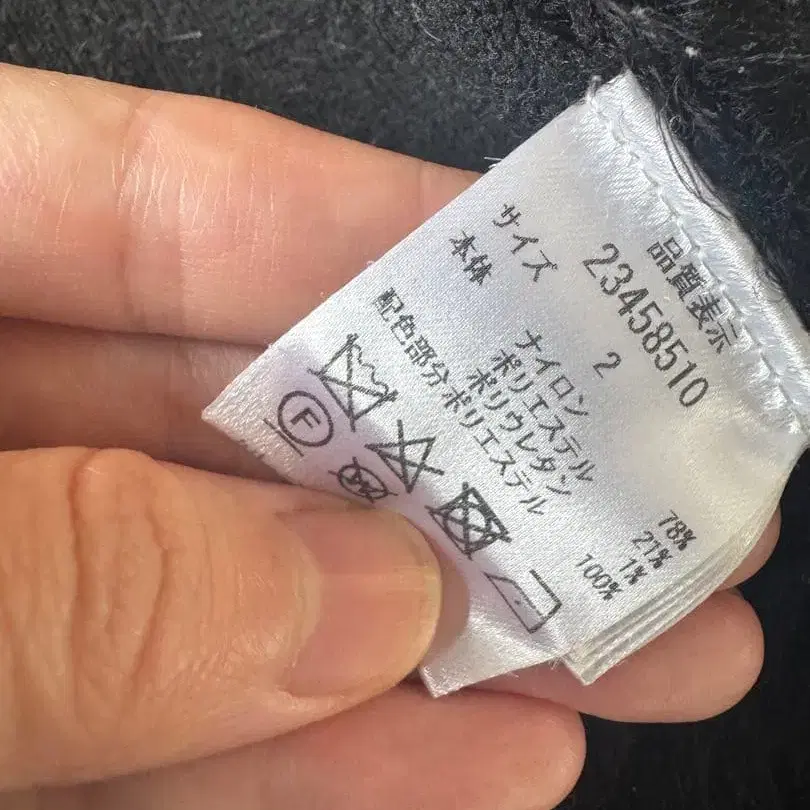 品質表示
23458510
サイズ 2
本体 ナイロン 78%
ポリエステル 21%
ポリウレタン 1%
配色部分ポリエステル 100%
F
W